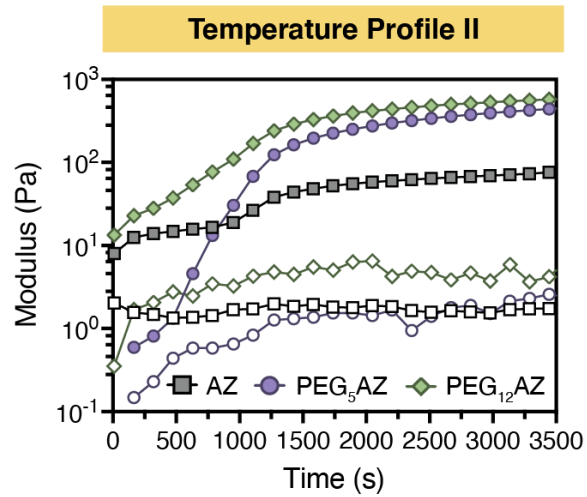 Temperature Profile II
Modulus (Pa)
10³
10²
10¹
10⁰
10⁻¹
AZ PEG₅AZ PEG₁₂AZ
0 500 1000 1500 2000 2500 3000 3500
Time (s)